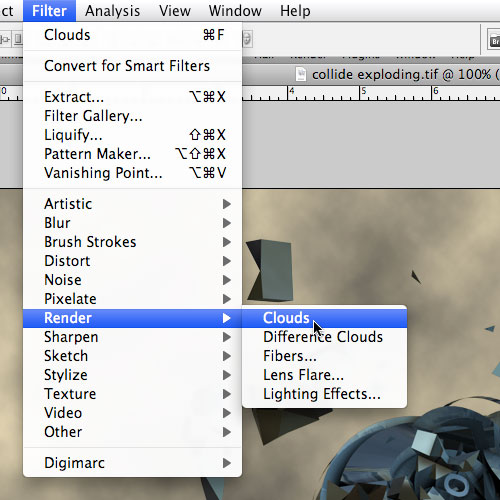 Filter Analysis View Window Help
Clouds ⌘F
Convert for Smart Filters
Extract... ⌥⌘X
Filter Gallery...
Liquify... ⇧⌘X
Pattern Maker... ⌥⇧⌘X
Vanishing Point... ⌥⌘V
Artistic
Blur
Brush Strokes
Distort
Noise
Pixelate
Render
Sharpen
Sketch
Stylize
Texture
Video
Other
Digimarc
Clouds
Difference Clouds
Fibers...
Lens Flare...
Lighting Effects...
collide exploding.tif @ 100% (
0 4 5 6